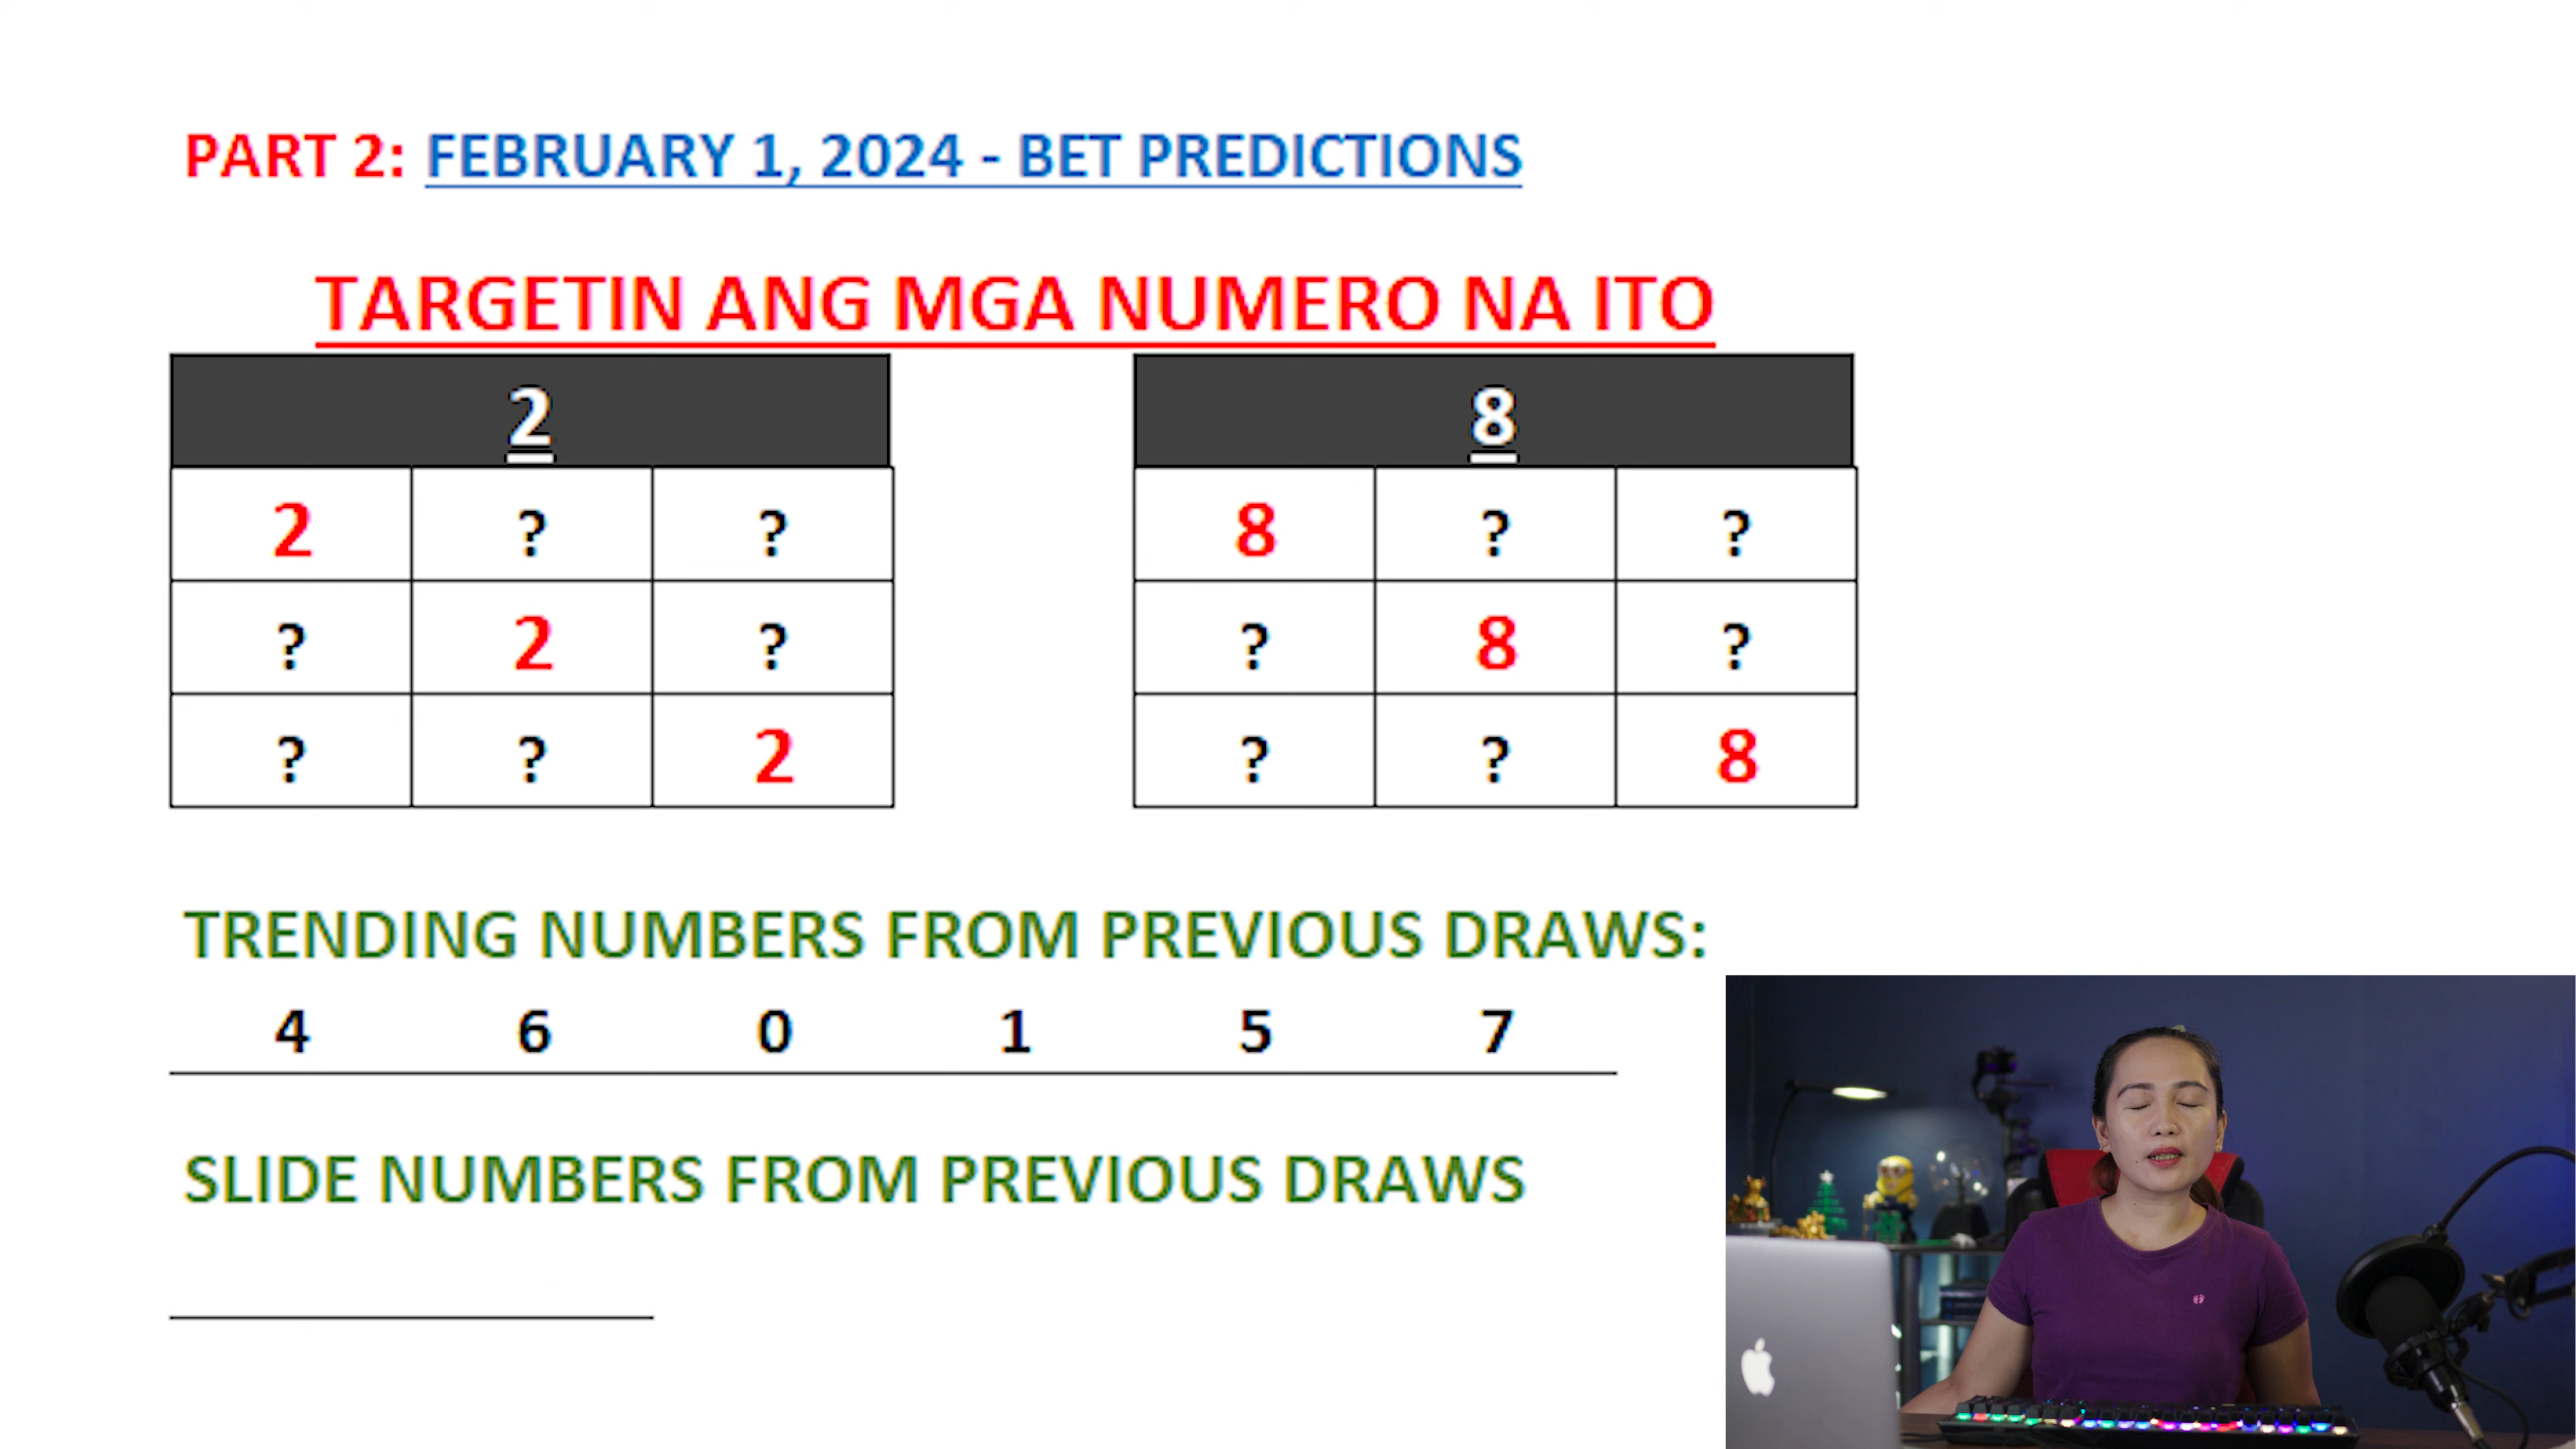 PART 2: FEBRUARY 1, 2024 - BET PREDICTIONS
TARGETIN ANG MGA NUMERO NA ITO
2
2 ? ?
? 2 ?
? ? 2
8
8 ? ?
? 8 ?
? ? 8
TRENDING NUMBERS FROM PREVIOUS DRAWS:
4 6 0 1 5 7
SLIDE NUMBERS FROM PREVIOUS DRAWS